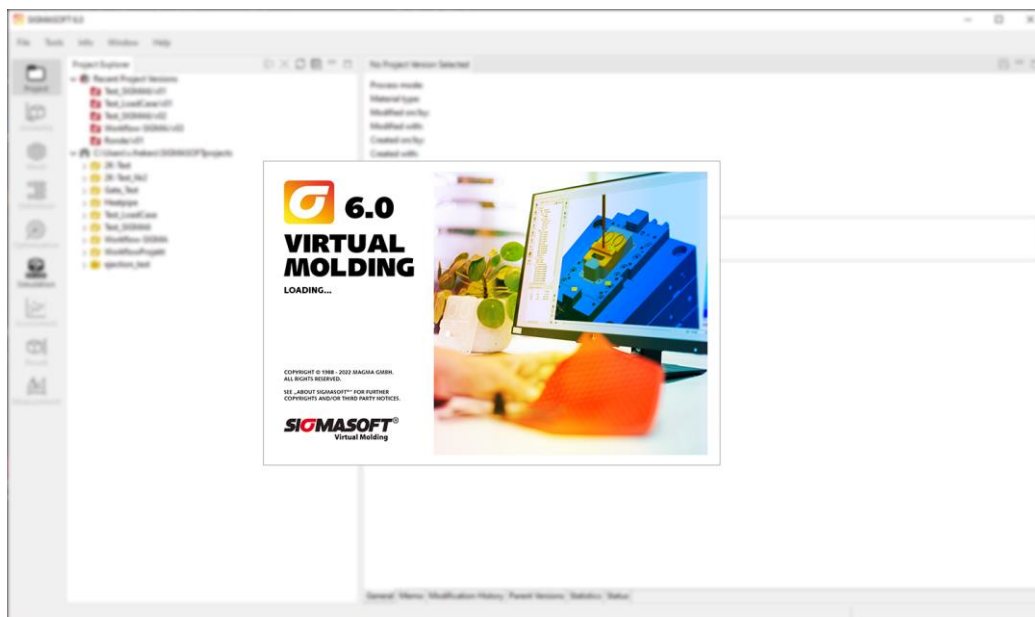 SIGMASOFT 6.0
File Tools Info Window Help
Project Explorer
No Project Version Selected
Project
Recent Project Versions
Test_SIGMA6/v01
Test_LoadCase/v01
Test_SIGMA6/v02
Workflow-SIGMA/v03
Process mode:
Material type:
Modified on/by:
Modified with:
Created on/by:
Created with:
2K-Test
2K-Test_Nr2
Gate_Test
Heatpipe
Test_LoadCase
Test_SIGMA6
Workflow-SIGMA
WorkflowProjekt
ejection_test
Simulation
6.0
VIRTUAL
MOLDING
LOADING...
COPYRIGHT © 1988 - 2022 MAGMA GMBH.
ALL RIGHTS RESERVED.
SEE „ABOUT SIGMASOFT®“ FOR FURTHER
COPYRIGHTS AND/OR THIRD PARTY NOTICES.
SIGMASOFT®
Virtual Molding
General Memo Modification History Parent Versions Statistics Status